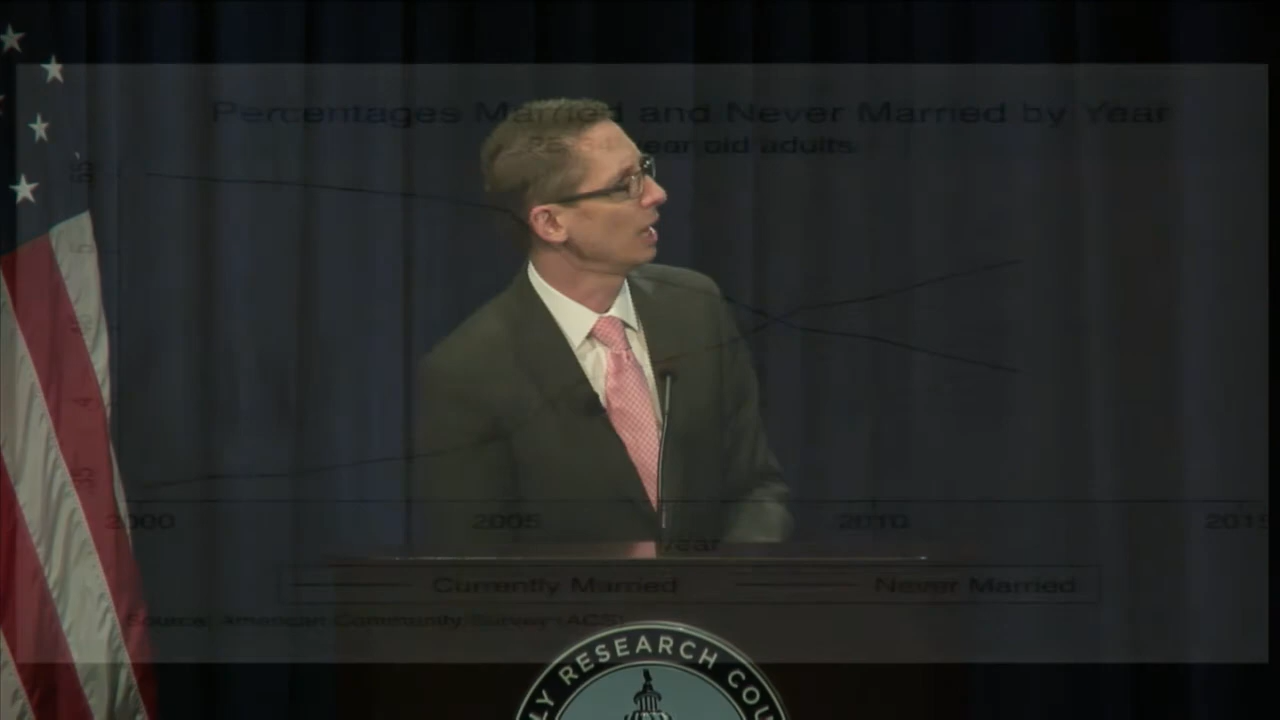 Percentages Married and Never Married by Year
year old adults
2000 2005 2010 2015
year
Currently Married Never Married
Source: American Community Survey (ACS)
LY RESEARCH COU